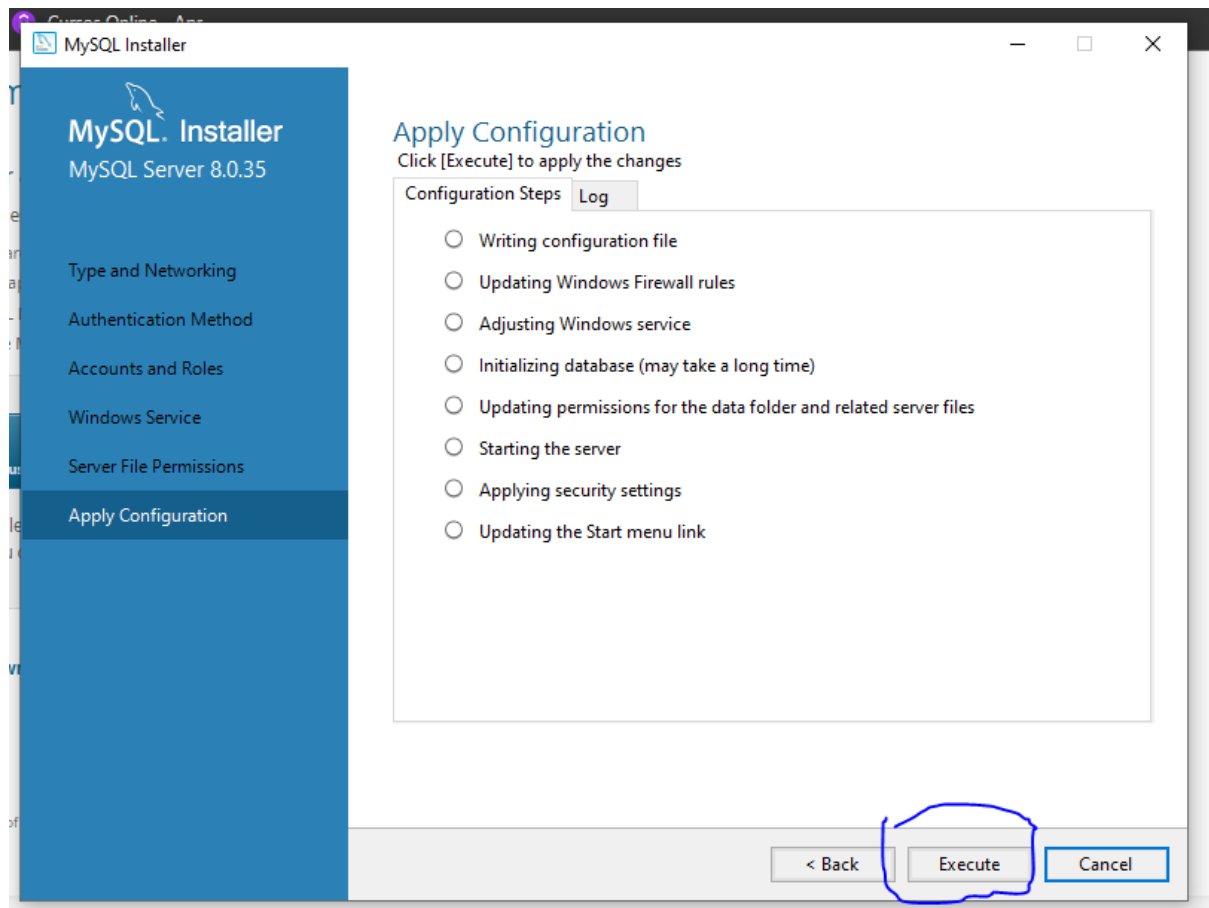 MySQL Installer
MySQL. Installer
MySQL Server 8.0.35
Type and Networking
Authentication Method
Accounts and Roles
Windows Service
Server File Permissions
Apply Configuration
Apply Configuration
Click [Execute] to apply the changes
Configuration Steps
Log
Writing configuration file
Updating Windows Firewall rules
Adjusting Windows service
Initializing database (may take a long time)
Updating permissions for the data folder and related server files
Starting the server
Applying security settings
Updating the Start menu link
< Back
Execute
Cancel